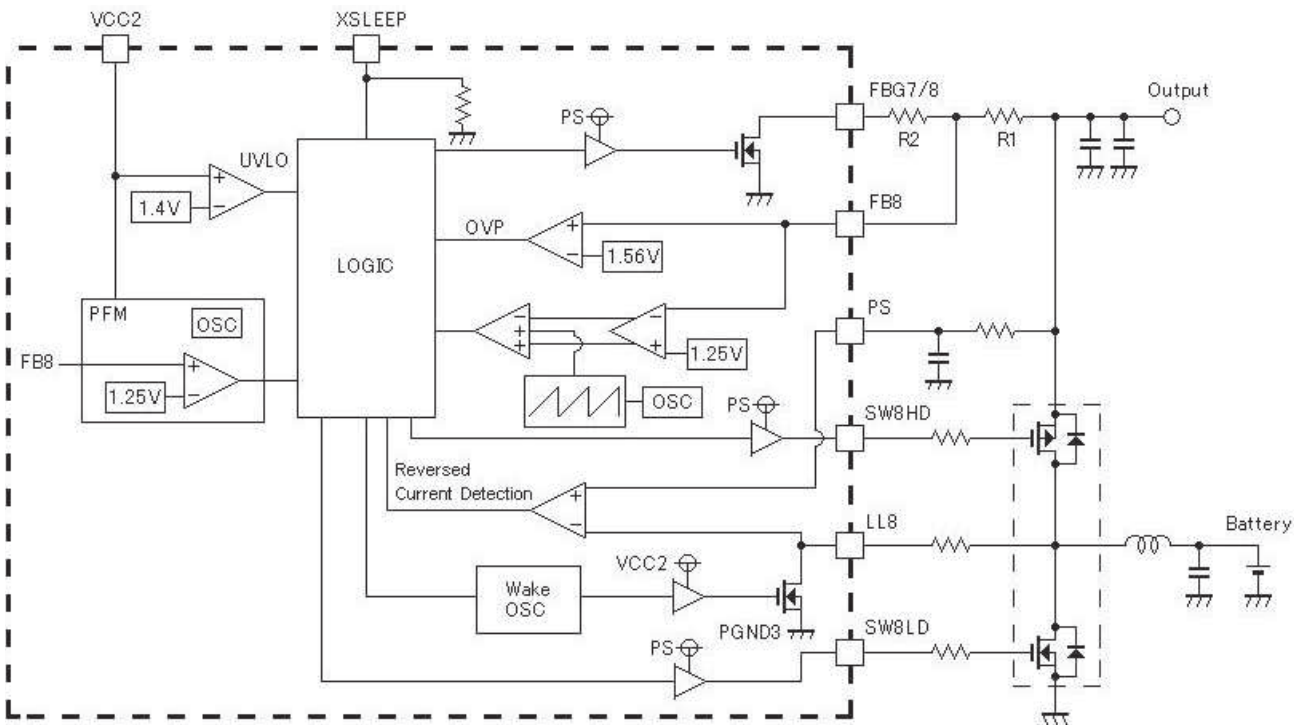 VCC2
XSLEEP
FBG7/8
Output
PS
R2
R1
UVLO
1.4V
FB8
OVP
LOGIC
1.56V
PFM
OSC
PS
FB8
1.25V
1.25V
OSC
PS
SW8HD
Reversed
Current Detection
LL8
Battery
VCC2
Wake
OSC
PGND3
SW8LD
PS